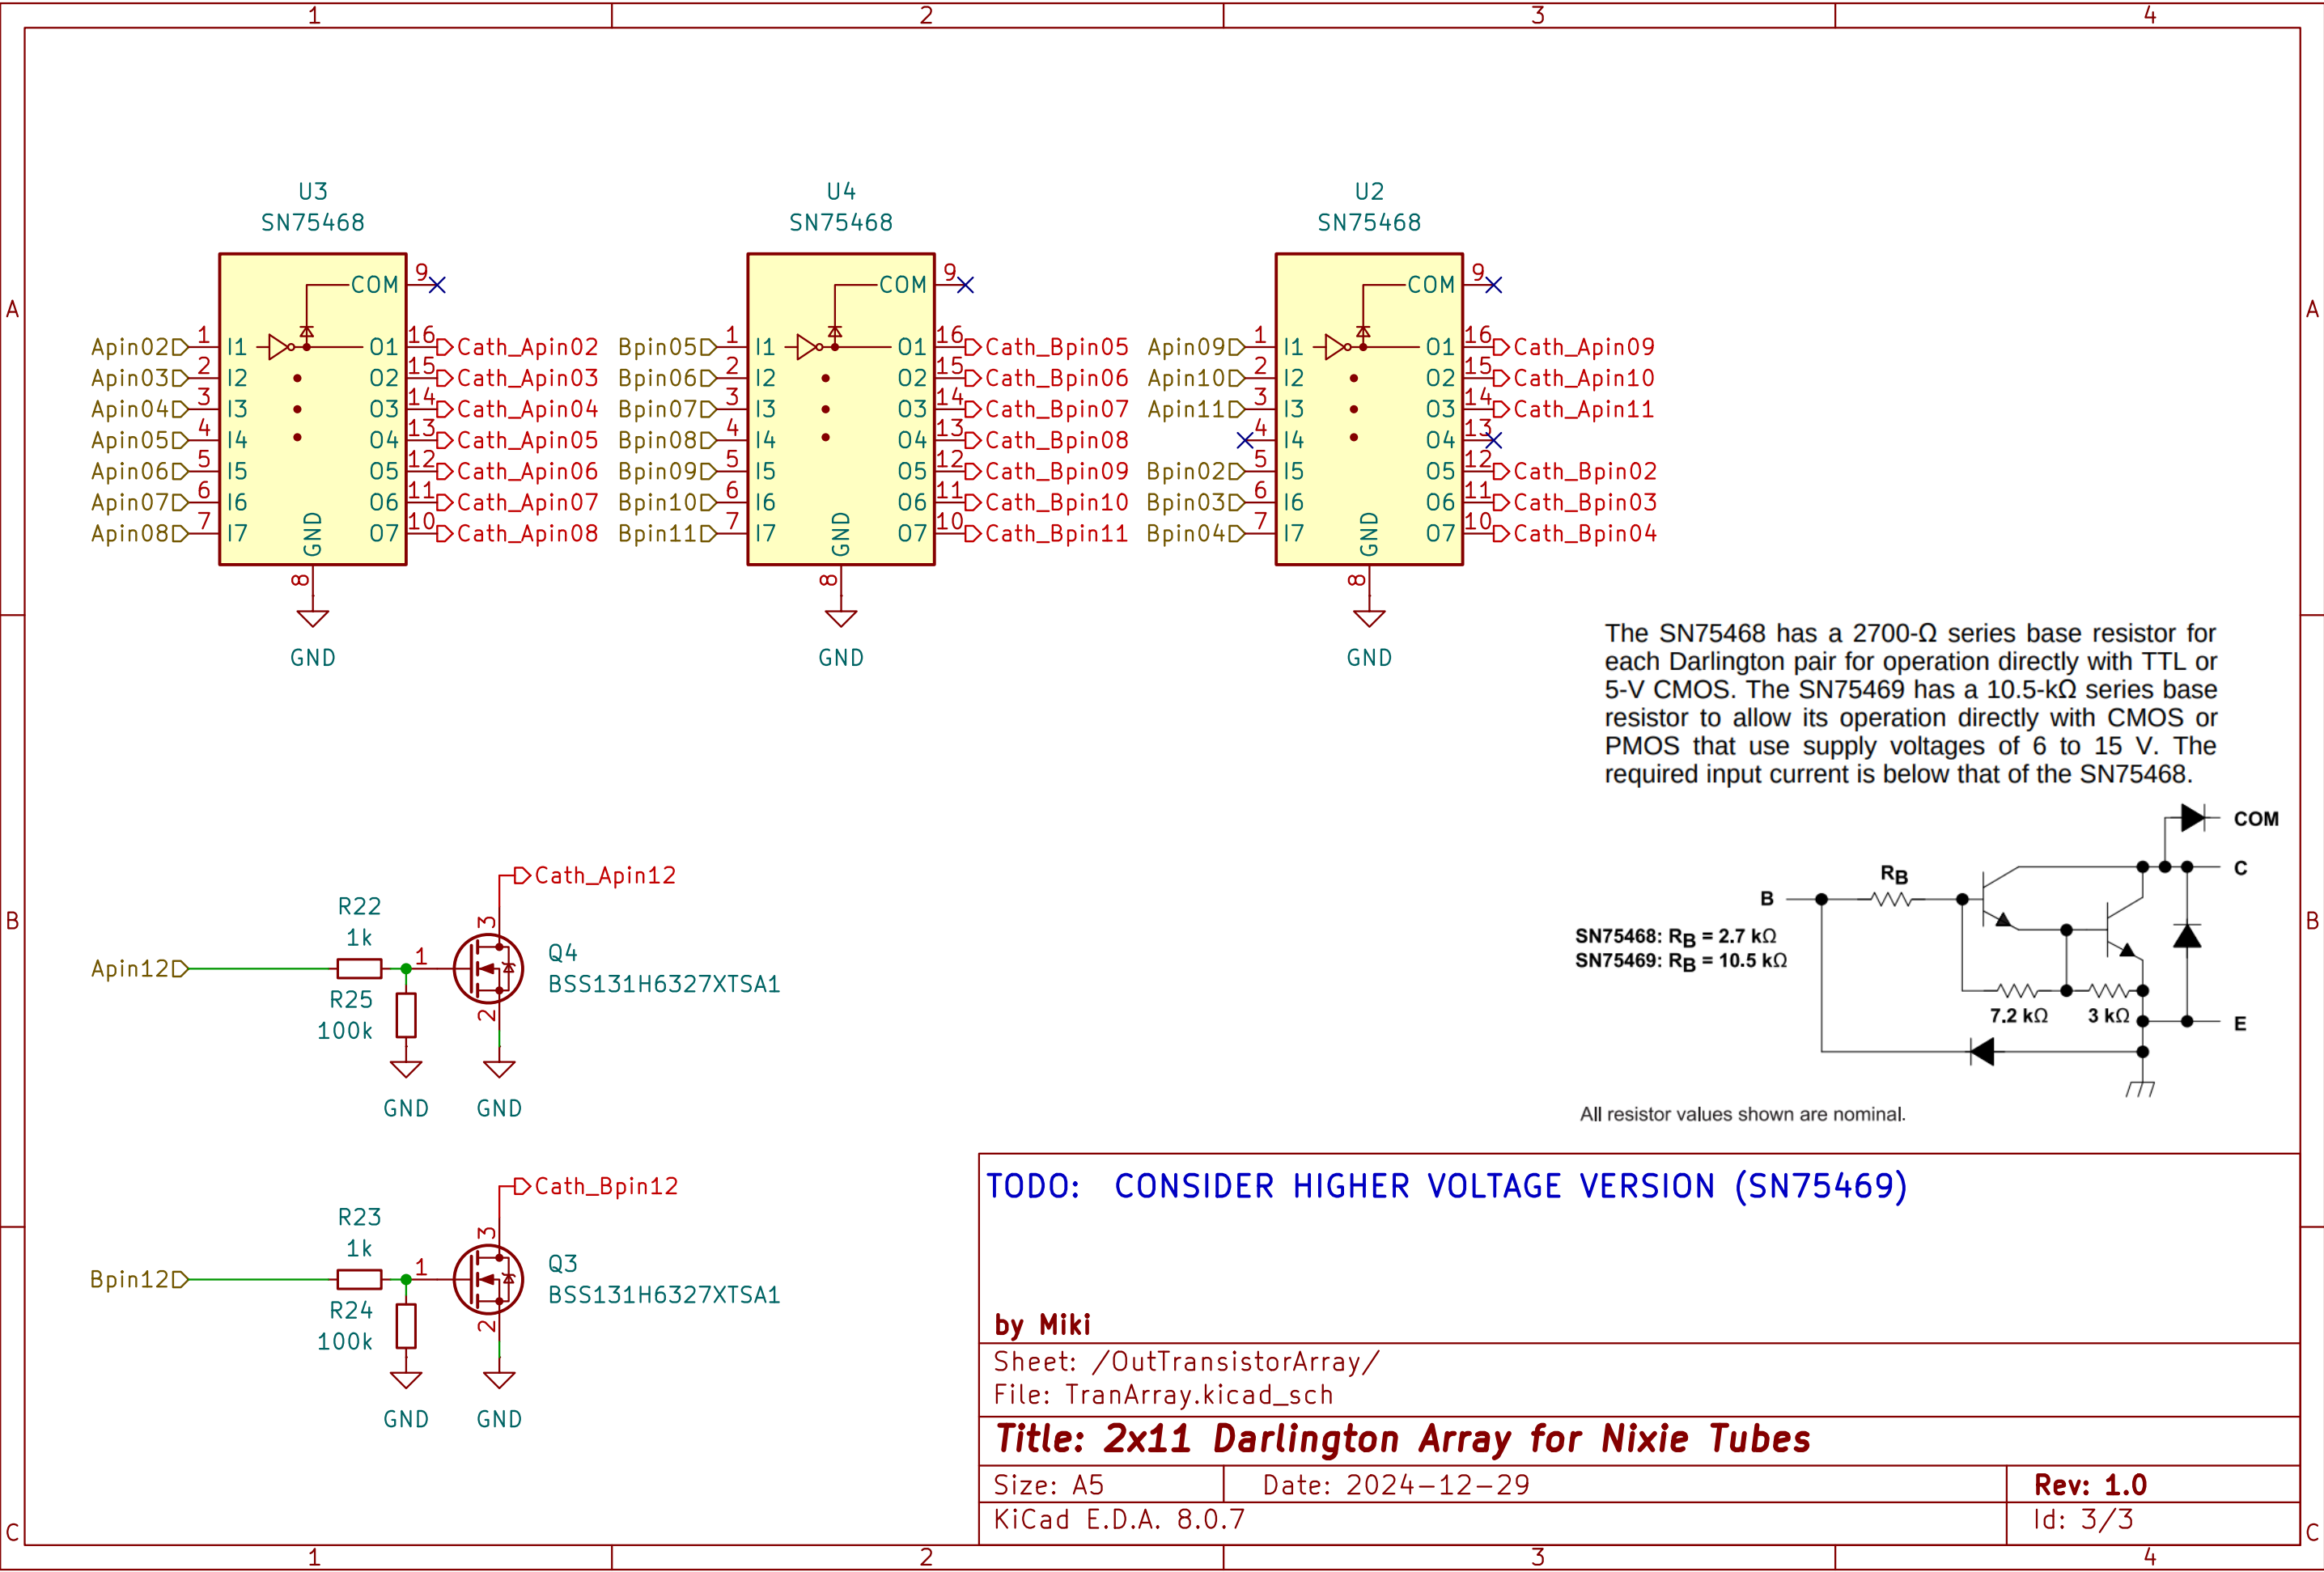 1 2 3 4
U3
SN75468
COM 9
Apin02 1 I1 O1 16 Cath_Apin02
Apin03 2 I2 O2 15 Cath_Apin03
Apin04 3 I3 O3 14 Cath_Apin04
Apin05 4 I4 O4 13 Cath_Apin05
Apin06 5 I5 O5 12 Cath_Apin06
Apin07 6 I6 O6 11 Cath_Apin07
Apin08 7 I7 O7 10 Cath_Apin08
GND
8
GND
U4
SN75468
COM 9
Bpin05 1 I1 O1 16 Cath_Bpin05
Bpin06 2 I2 O2 15 Cath_Bpin06
Bpin07 3 I3 O3 14 Cath_Bpin07
Bpin08 4 I4 O4 13 Cath_Bpin08
Bpin09 5 I5 O5 12 Cath_Bpin09
Bpin10 6 I6 O6 11 Cath_Bpin10
Bpin11 7 I7 O7 10 Cath_Bpin11
GND
8
GND
U2
SN75468
COM 9
Apin09 1 I1 O1 16 Cath_Apin09
Apin10 2 I2 O2 15 Cath_Apin10
Apin11 3 I3 O3 14 Cath_Apin11
4 I4 O4 13
Bpin02 5 I5 O5 12 Cath_Bpin02
Bpin03 6 I6 O6 11 Cath_Bpin03
Bpin04 7 I7 O7 10 Cath_Bpin04
GND
8
GND
A A
The SN75468 has a 2700-Ω series base resistor for
each Darlington pair for operation directly with TTL or
5-V CMOS. The SN75469 has a 10.5-kΩ series base
resistor to allow its operation directly with CMOS or
PMOS that use supply voltages of 6 to 15 V. The
required input current is below that of the SN75468.
COM
C
RB
B
SN75468: RB = 2.7 kΩ
SN75469: RB = 10.5 kΩ
7.2 kΩ 3 kΩ
E
All resistor values shown are nominal.
B B
Cath_Apin12
R22
1k
3
Q4
BSS131H6327XTSA1
Apin12
1
R25
100k
2
GND GND
Cath_Bpin12
R23
1k
3
Q3
BSS131H6327XTSA1
Bpin12
1
R24
100k
2
GND GND
TODO: CONSIDER HIGHER VOLTAGE VERSION (SN75469)
by Miki
Sheet: /OutTransistorArray/
File: TranArray.kicad_sch
Title: 2x11 Darlington Array for Nixie Tubes
Size: A5 Date: 2024-12-29 Rev: 1.0
KiCad E.D.A. 8.0.7 Id: 3/3
C C
1 2 3 4